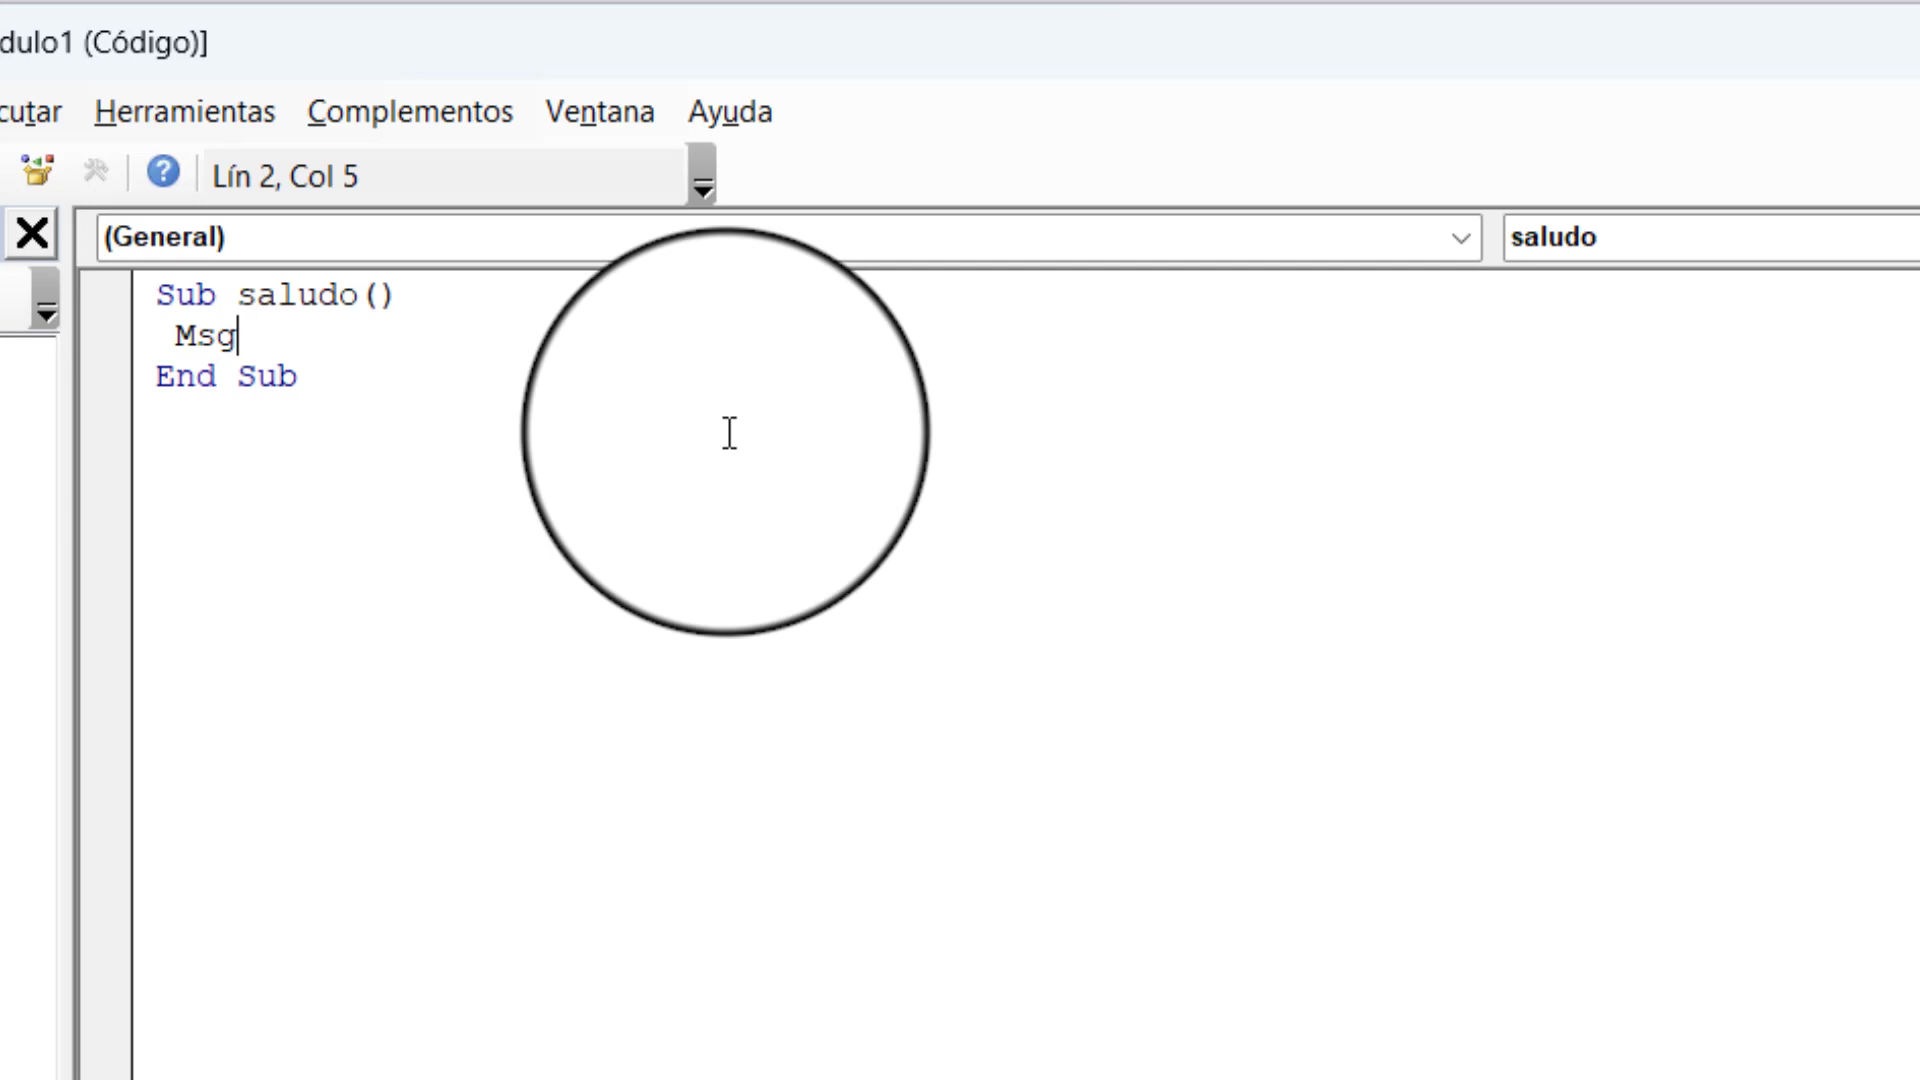 dulo1 (Código)]
cutar Herramientas Complementos Ventana Ayuda
Lín 2, Col 5
(General) saludo
Sub saludo()
Msg
End Sub